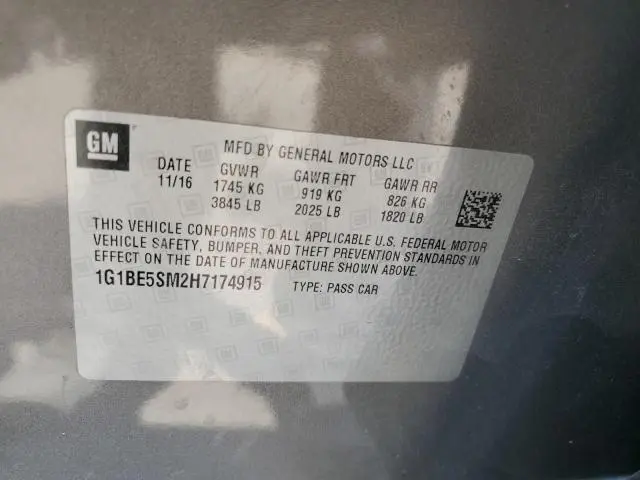 GM
MFD BY GENERAL MOTORS LLC
DATE GVWR GAWR FRT GAWR RR
11/16 1745 KG 919 KG 826 KG
3845 LB 2025 LB 1820 LB
THIS VEHICLE CONFORMS TO ALL APPLICABLE U.S. FEDERAL MOTOR
VEHICLE SAFETY, BUMPER, AND THEFT PREVENTION STANDARDS IN
EFFECT ON THE DATE OF MANUFACTURE SHOWN ABOVE.
1G1BE5SM2H7174915 TYPE: PASS CAR